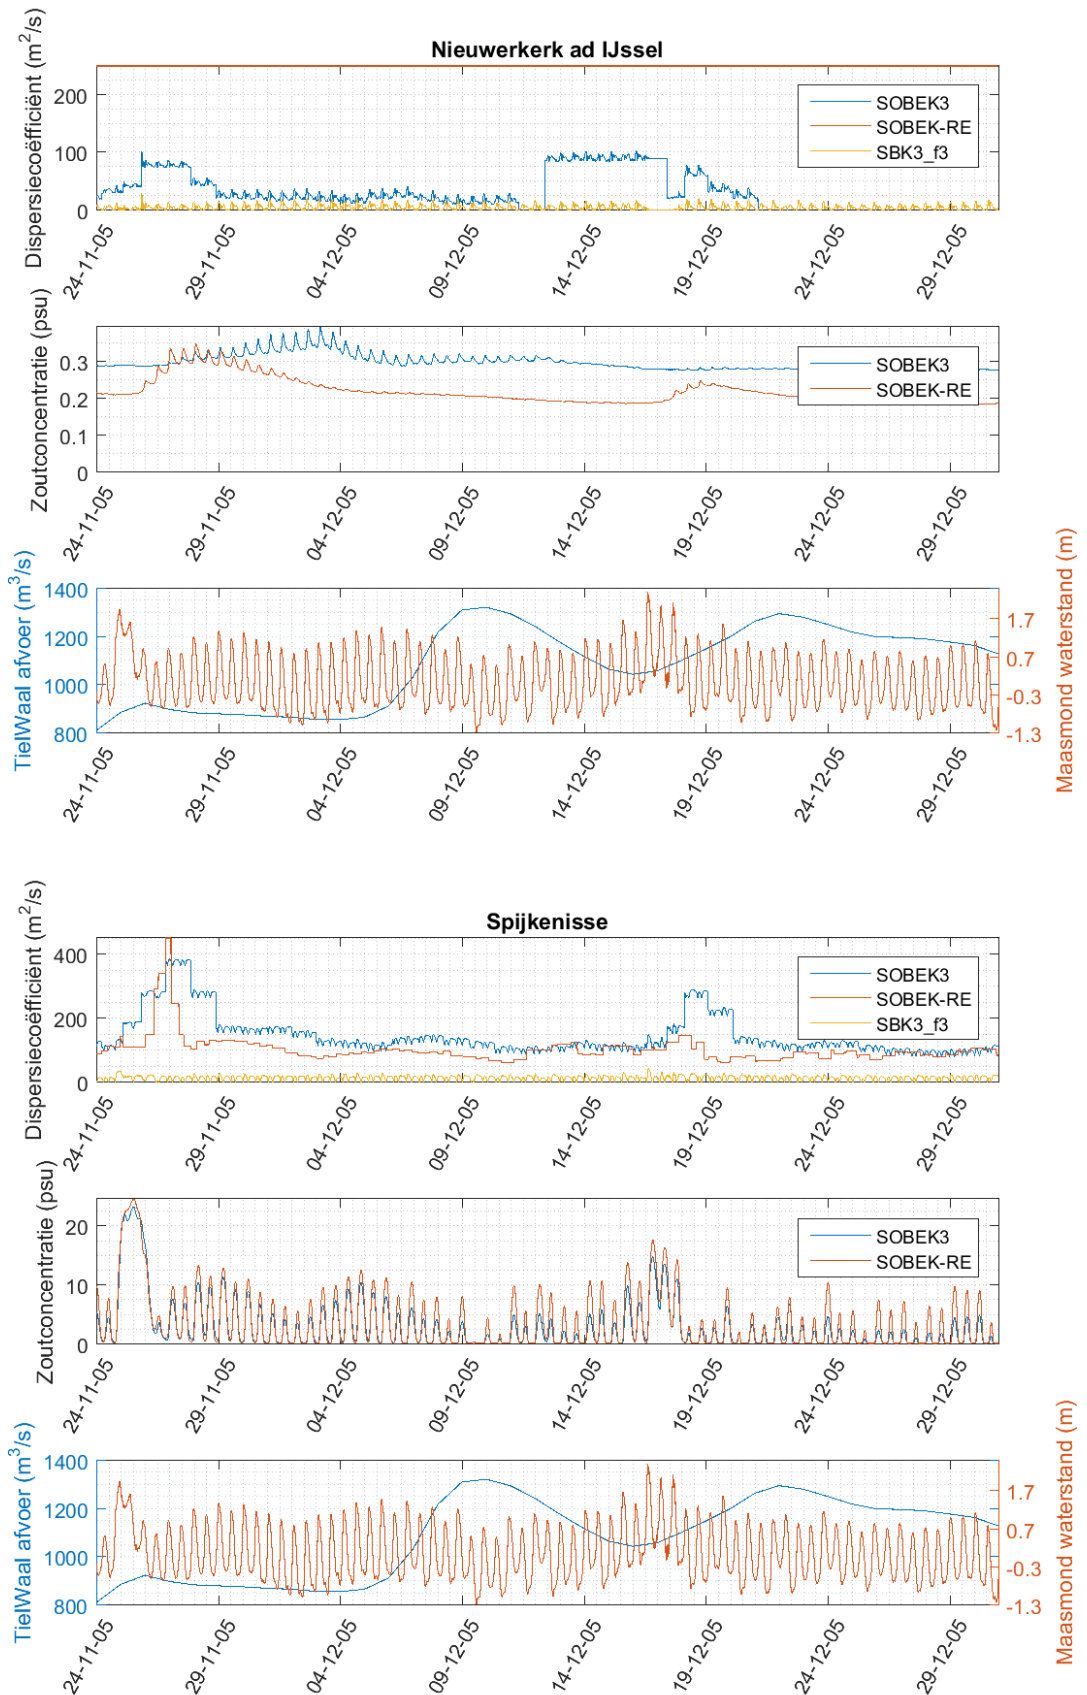 Nieuwerkerk ad IJssel
Dispersiecoëfficiënt (m²/s)
200
100
0
SOBEK3
SOBEK-RE
SBK3_f3
24-11-05 29-11-05 04-12-05 09-12-05 14-12-05 19-12-05 24-12-05 29-12-05
Zoutconcentratie (psu)
0.3
0.2
0.1
0
SOBEK3
SOBEK-RE
24-11-05 29-11-05 04-12-05 09-12-05 14-12-05 19-12-05 24-12-05 29-12-05
TielWaal afvoer (m³/s)
1400
1200
1000
800
Maasmond waterstand (m)
1.7
0.7
-0.3
-1.3
24-11-05 29-11-05 04-12-05 09-12-05 14-12-05 19-12-05 24-12-05 29-12-05
Spijkenisse
Dispersiecoëfficiënt (m²/s)
400
200
0
SOBEK3
SOBEK-RE
SBK3_f3
24-11-05 29-11-05 04-12-05 09-12-05 14-12-05 19-12-05 24-12-05 29-12-05
Zoutconcentratie (psu)
20
10
0
SOBEK3
SOBEK-RE
24-11-05 29-11-05 04-12-05 09-12-05 14-12-05 19-12-05 24-12-05 29-12-05
TielWaal afvoer (m³/s)
1400
1200
1000
800
Maasmond waterstand (m)
1.7
0.7
-0.3
-1.3
24-11-05 29-11-05 04-12-05 09-12-05 14-12-05 19-12-05 24-12-05 29-12-05